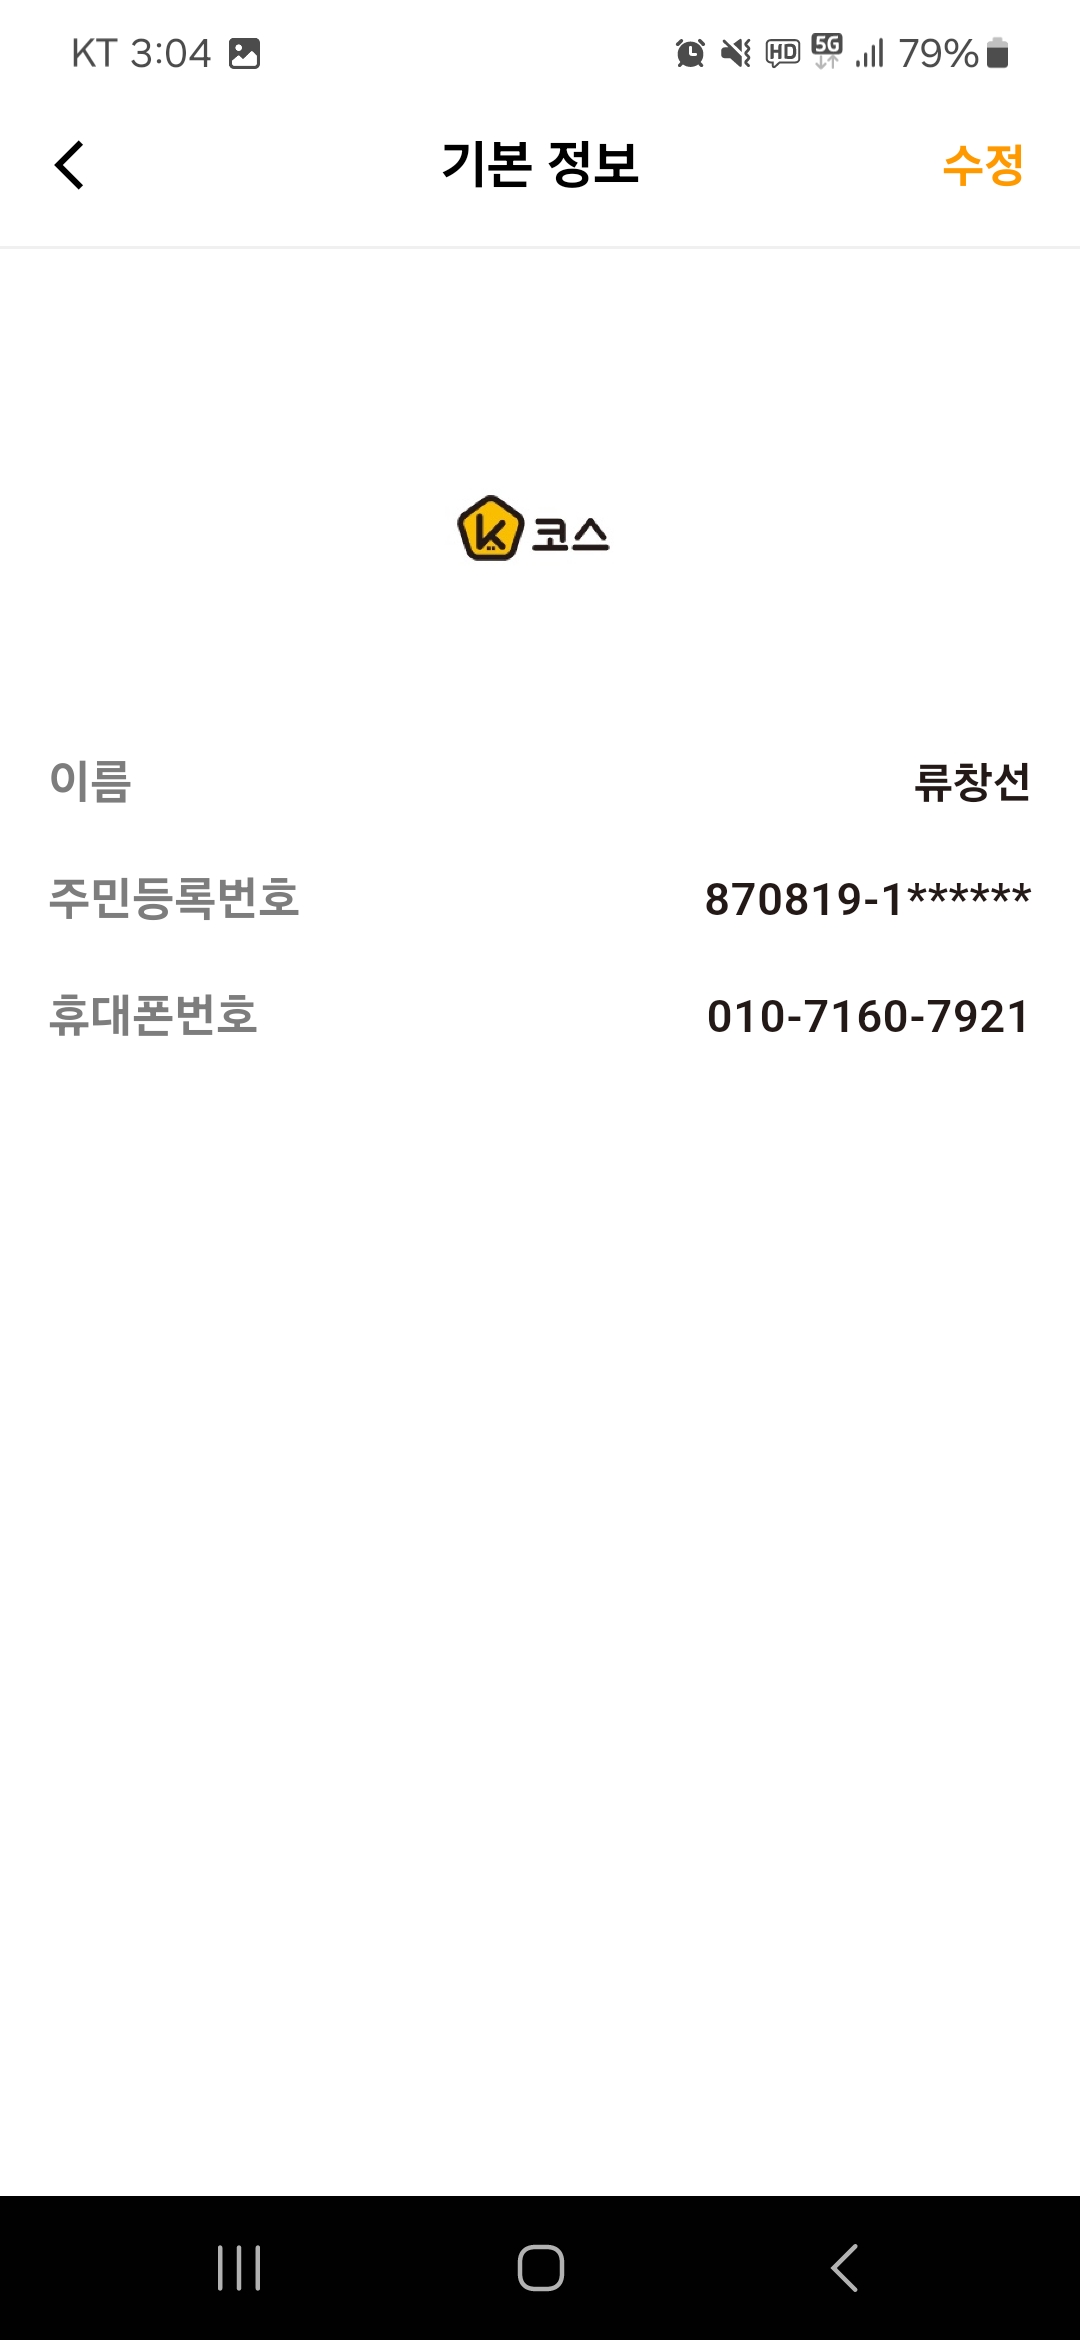 KT 3:04 HD 5G 79%
기본 정보 수정
k 코스
이름 류창선
주민등록번호 870819-1******
휴대폰번호 010-7160-7921